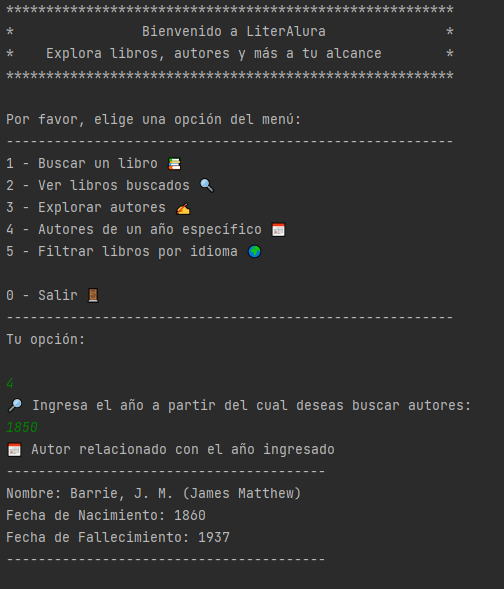 ********************************************************
*                Bienvenido a LiterAlura               *
*    Explora libros, autores y más a tu alcance        *
********************************************************
Por favor, elige una opción del menú:
--------------------------------------------------------
1 - Buscar un libro 📚
2 - Ver libros buscados 🔍
3 - Explorar autores ✍
4 - Autores de un año específico 📅
5 - Filtrar libros por idioma 🌍
0 - Salir 🚪
--------------------------------------------------------
Tu opción:
4
🔎 Ingresa el año a partir del cual deseas buscar autores:
1850
📅 Autor relacionado con el año ingresado
----------------------------------------
Nombre: Barrie, J. M. (James Matthew)
Fecha de Nacimiento: 1860
Fecha de Fallecimiento: 1937
----------------------------------------